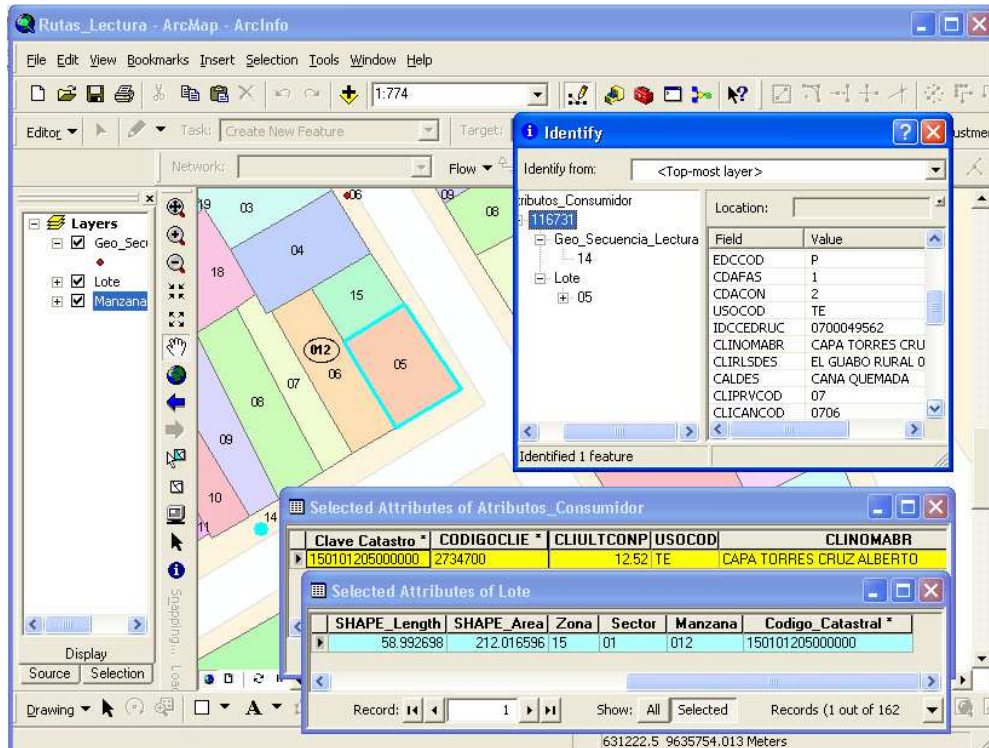 Rutas_Lectura - ArcMap - ArcInfo
File Edit View Bookmarks Insert Selection Tools Window Help
1:774
Editor Task: Create New Feature Target:
Network: Flow
Layers
Geo_Sec
Lote
Manzana
Display
Source Selection
19 03 06 09 08
18 04
15
012
05
06
07
08
09
10
11 14
Snapping...
Identify
Identify from: <Top-most layer>
ributos_Consumidor
116731
Geo_Secuencia_Lectura
14
Lote
05
Location:
Field Value
EDCCOD P
CDAFAS 1
CDACON 2
USOCOD TE
IDCCEDRUC 0700049562
CLINOMABR CAPA TORRES CRU
CLIRLSDES EL GUABO RURAL 0
CALDES CANA QUEMADA
CLIPRVCOD 07
CLICANCOD 0706
Identified 1 feature
Selected Attributes of Atributos_Consumidor
Clave Catastro * CODIGOCLIE * CLIULTCONP USOCOD CLINOMABR
150101205000000 2734700 12.52 TE CAPA TORRES CRUZ ALBERTO
Selected Attributes of Lote
SHAPE_Length SHAPE_Area Zona Sector Manzana Codigo_Catastral *
58.992698 212.016596 15 01 012 150101205000000
Record: 1 Show: All Selected Records (1 out of 162
Drawing A
631222.5 9635754.013 Meters